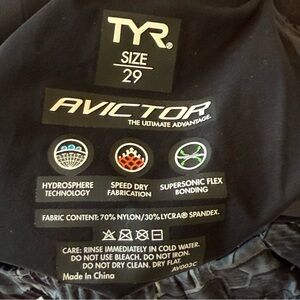 TYR®
SIZE
29
AVICTOR
THE ULTIMATE ADVANTAGE.
HYDROSPHERE
TECHNOLOGY
SPEED DRY
FABRICATION
SUPERSONIC FLEX
BONDING
FABRIC CONTENT: 70% NYLON/30% LYCRA® SPANDEX.
CARE: RINSE IMMEDIATELY IN COLD WATER.
DO NOT USE BLEACH. DO NOT IRON.
DO NOT DRY CLEAN. DRY FLAT.
Made In China
AVD03C